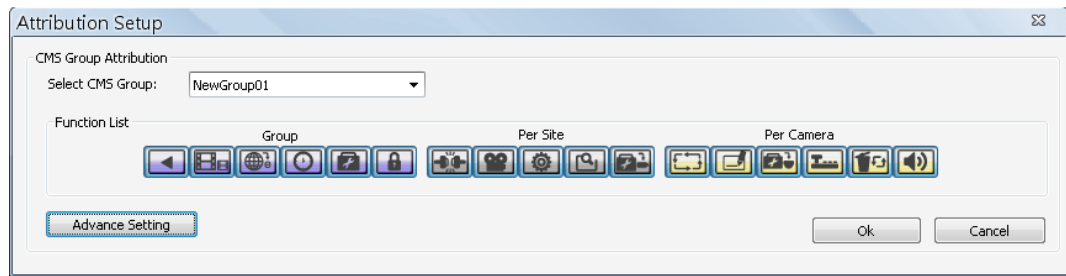 Attribution Setup
CMS Group Attribution
Select CMS Group: NewGroup01
Function List
Group Per Site Per Camera
Advance Setting Ok Cancel